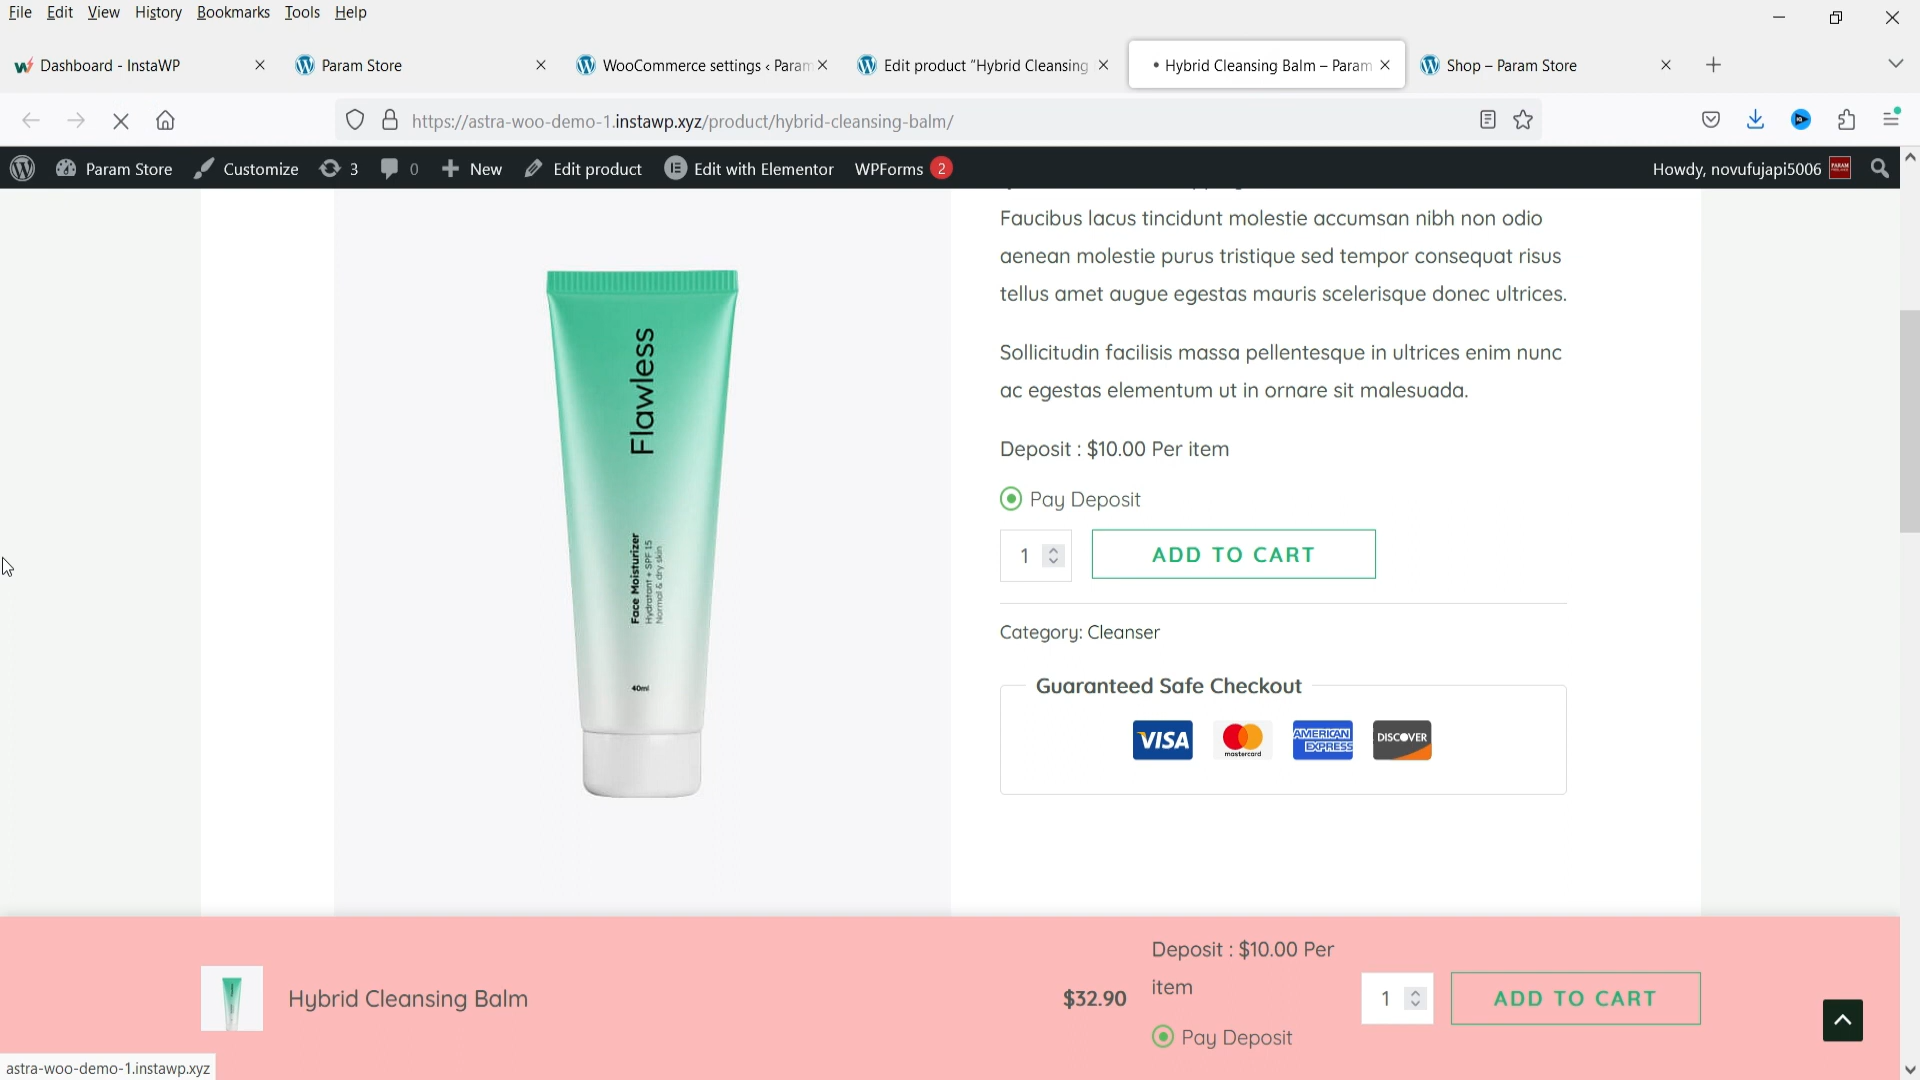 File Edit View History Bookmarks Tools Help
Dashboard - InstaWP
Param Store
WooCommerce settings ‹ Param
Edit product "Hybrid Cleansing
• Hybrid Cleansing Balm – Param
Shop – Param Store
https://astra-woo-demo-1.instawp.xyz/product/hybrid-cleansing-balm/
Param Store Customize 3 0 New Edit product Edit with Elementor WPForms 2 Howdy, novufujapi5006
Faucibus lacus tincidunt molestie accumsan nibh non odio
aenean molestie purus tristique sed tempor consequat risus
tellus amet augue egestas mauris scelerisque donec ultrices.
Sollicitudin facilisis massa pellentesque in ultrices enim nunc
ac egestas elementum ut in ornare sit malesuada.
Flawless
Face Moisturizer
Hydratant + SPF 15
Normal & dry skin
40ml
Deposit : $10.00 Per item
Pay Deposit
1 ADD TO CART
Category: Cleanser
Guaranteed Safe Checkout
VISA
mastercard
AMERICAN
EXPRESS
DISCOVER
Hybrid Cleansing Balm
$32.90
Deposit : $10.00 Per
item
Pay Deposit
1
ADD TO CART
astra-woo-demo-1.instawp.xyz